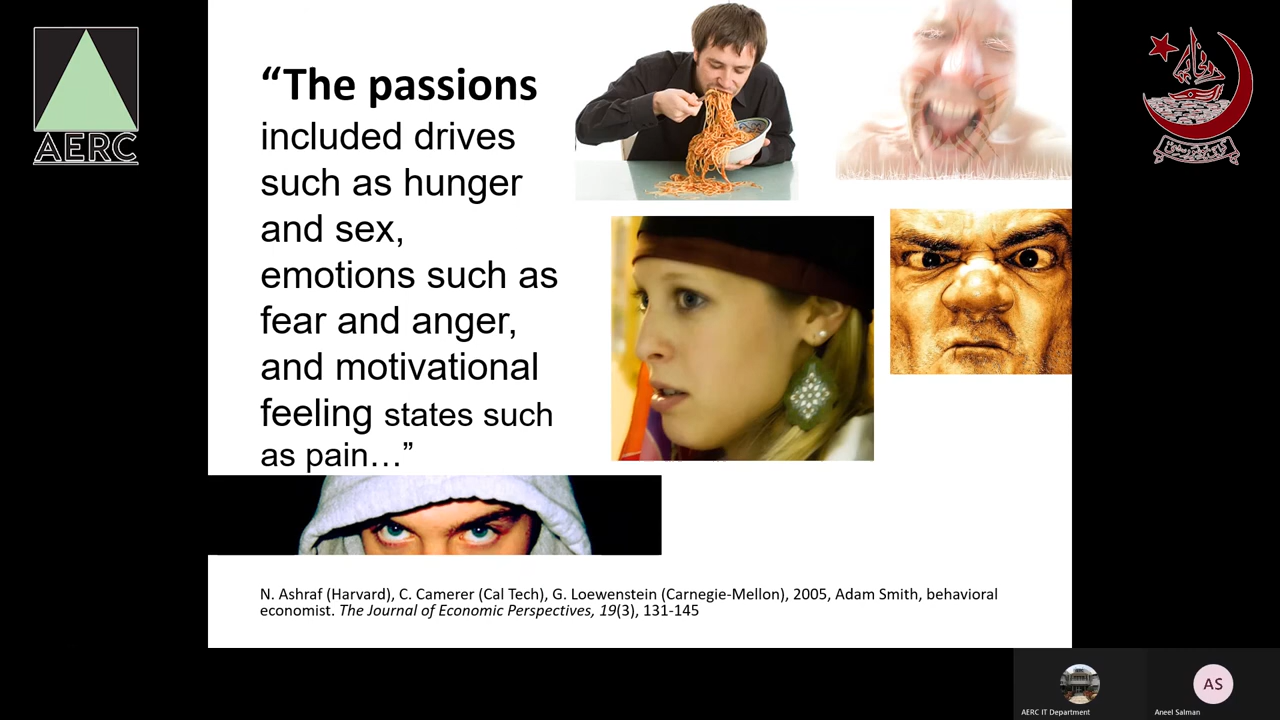 AERC
“The passions
included drives
such as hunger
and sex,
emotions such as
fear and anger,
and motivational
feeling states such
as pain…”
N. Ashraf (Harvard), C. Camerer (Cal Tech), G. Loewenstein (Carnegie-Mellon), 2005, Adam Smith, behavioral
economist. The Journal of Economic Perspectives, 19(3), 131-145
AS
AERC IT Department
Aneel Salman